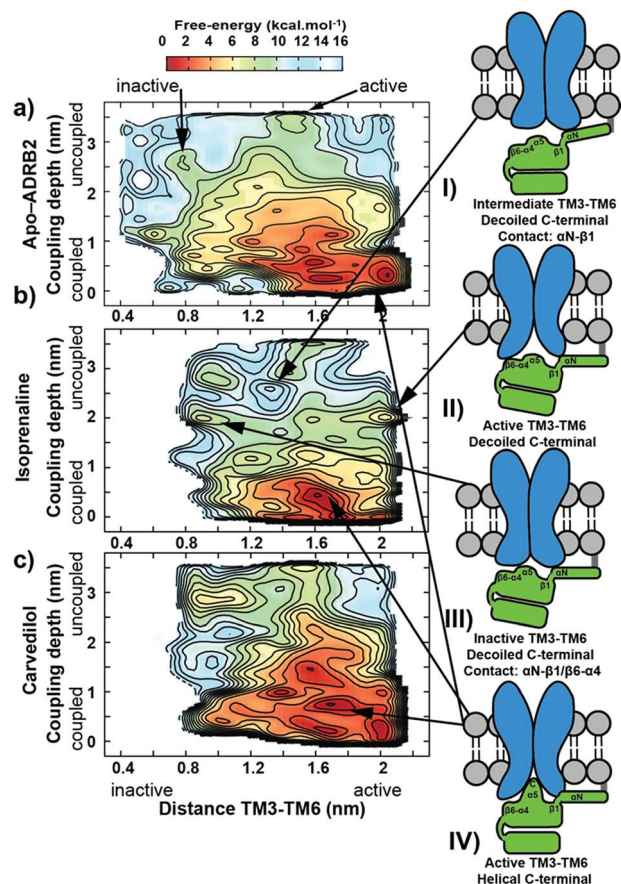 Free-energy (kcal.mol⁻¹)
0 2 4 6 8 10 12 14 16
inactive
active
a)
Apo–ADRB2
Coupling depth (nm)
coupled
uncoupled
3
2
1
0
0.4 0.8 1.2 1.6 2
b)
Isoprenaline
Coupling depth (nm)
coupled
uncoupled
3
2
1
0
0.4 0.8 1.2 1.6 2
c)
Carvedilol
Coupling depth (nm)
coupled
uncoupled
3
2
1
0
0.4 0.8 1.2 1.6 2
inactive
active
Distance TM3-TM6 (nm)
β6-α4 α5 β1 αN
I)
Intermediate TM3-TM6
Decoiled C-terminal
Contact: αN-β1
β6-α4 α5 β1 αN
II)
Active TM3-TM6
Decoiled C-terminal
β6-α4 α5 β1 αN
III)
Inactive TM3-TM6
Decoiled C-terminal
Contact: αN-β1/β6-α4
C
α5
β6-α4 β1 αN
IV)
Active TM3-TM6
Helical C-terminal